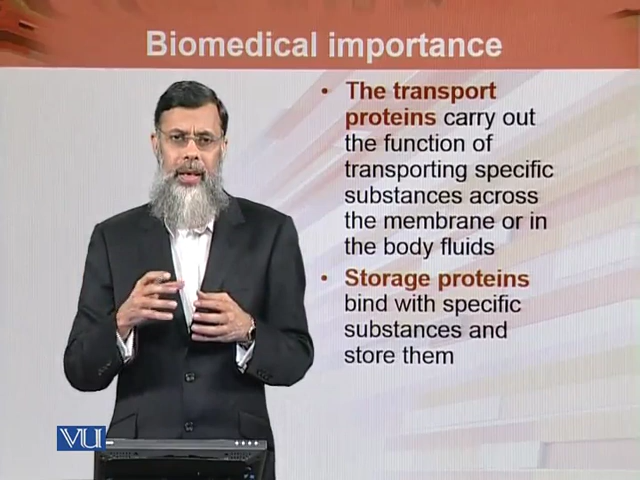 Biomedical importance
• The transport
proteins carry out
the function of
transporting specific
substances across
the membrane or in
the body fluids
• Storage proteins
bind with specific
substances and
store them
VU